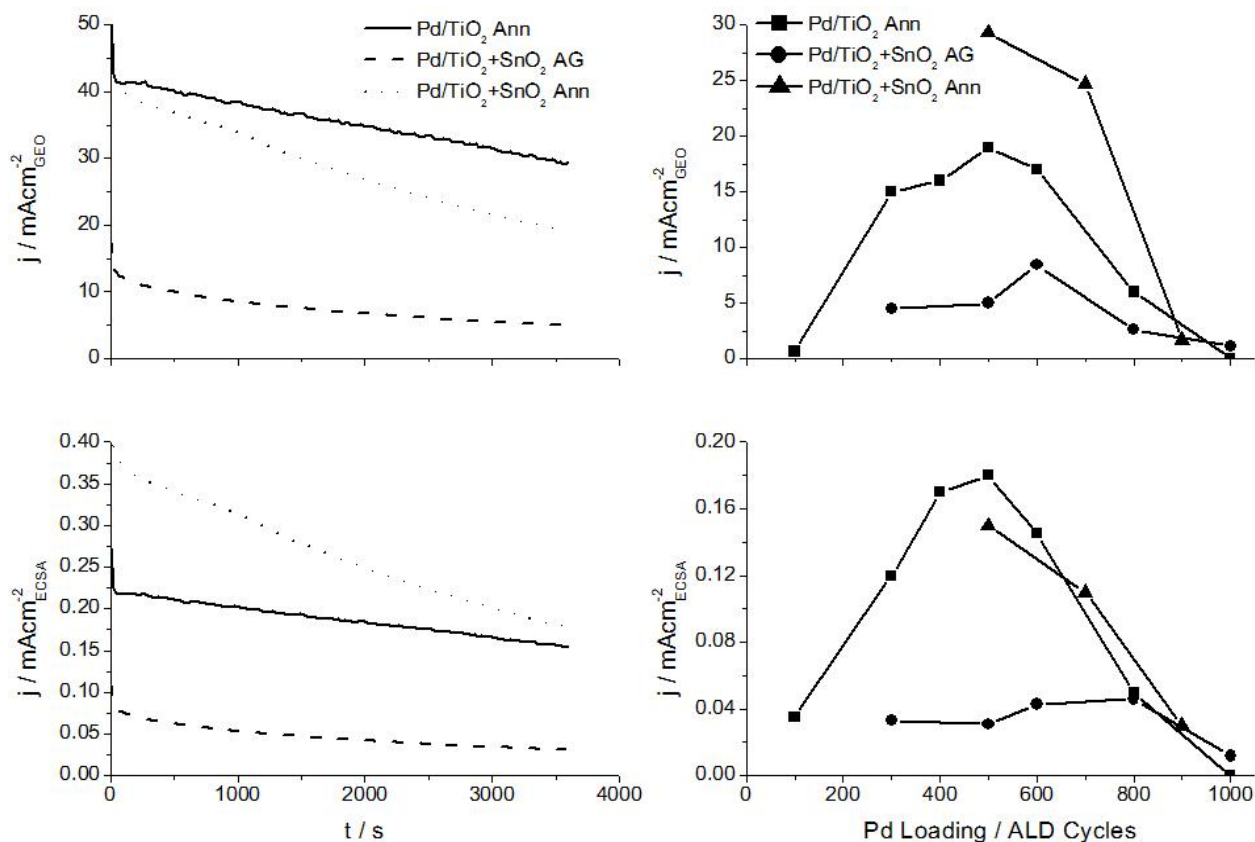 50
40
30
20
10
0
j / mAcm⁻²GEO
Pd/TiO₂ Ann
Pd/TiO₂+SnO₂ AG
Pd/TiO₂+SnO₂ Ann
30
25
20
15
10
5
0
j / mAcm⁻²GEO
Pd/TiO₂ Ann
Pd/TiO₂+SnO₂ AG
Pd/TiO₂+SnO₂ Ann
0.40
0.35
0.30
0.25
0.20
0.15
0.10
0.05
0.00
j / mAcm⁻²ECSA
0 1000 2000 3000 4000
t / s
0.20
0.16
0.12
0.08
0.04
0.00
j / mAcm⁻²ECSA
0 200 400 600 800 1000
Pd Loading / ALD Cycles